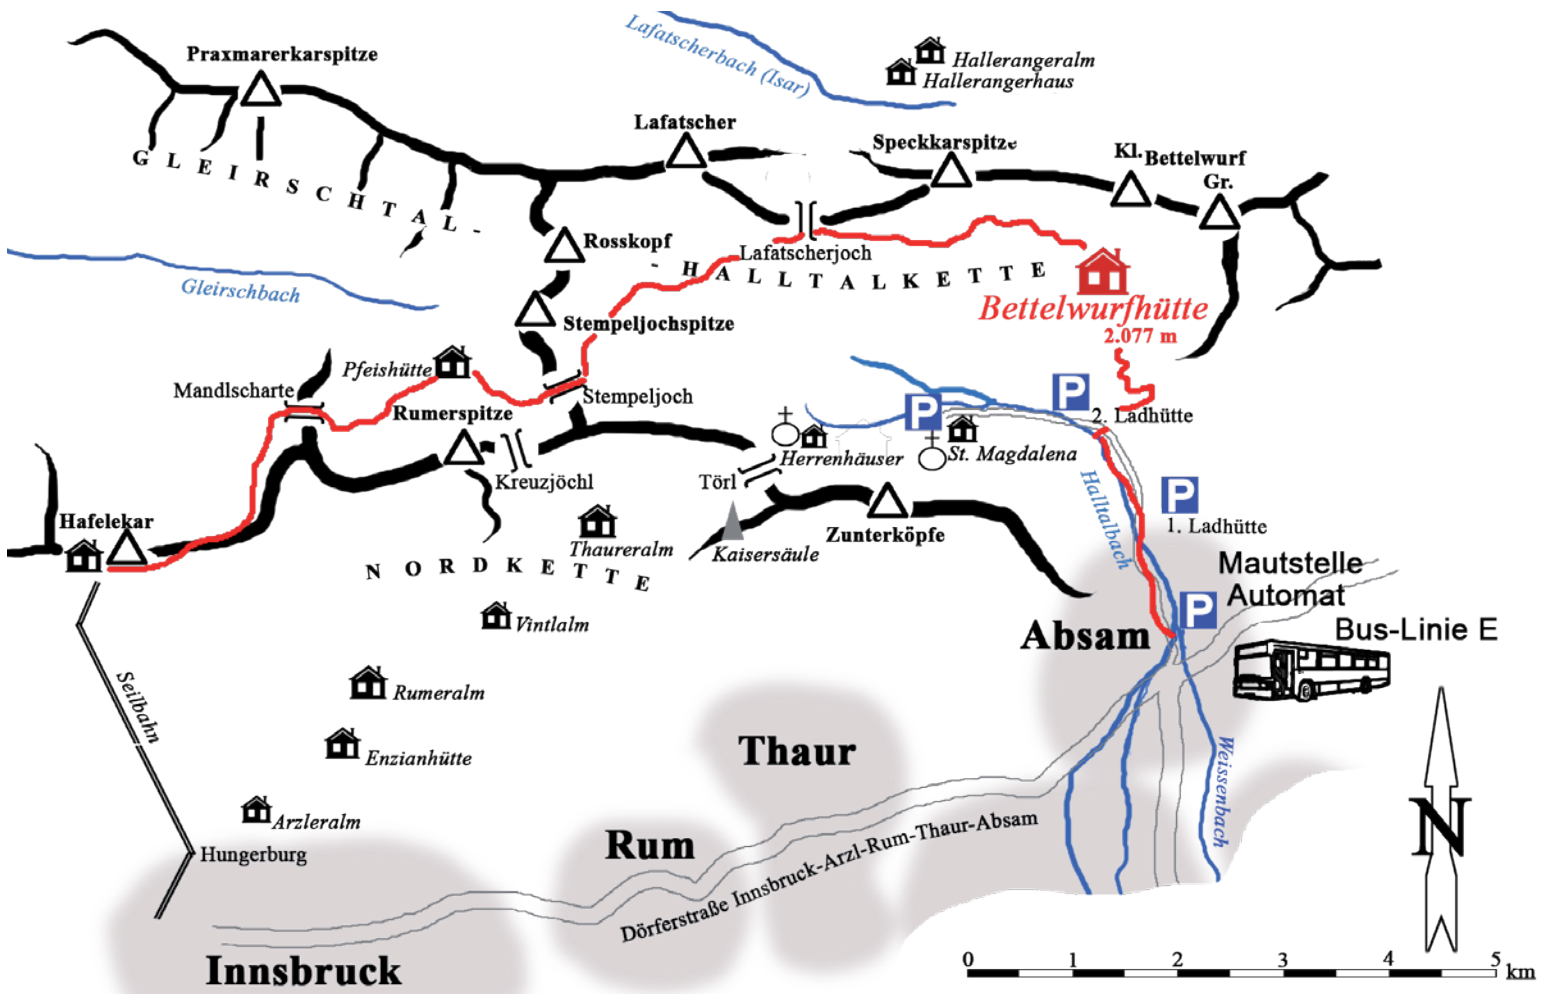 Lafatscherbach (Isar)
Hallerangeralm
Hallerangerhaus
Praxmarerkarspitze
Lafatscher
Speckkarspitze
Kl. Bettelwurf
Gr.
GLEIRSCHTAL-
Rosskopf
Lafatscherjoch
-HALLTALKETTE
Gleirschbach
Bettelwurfhütte
2.077 m
Stempeljochspitze
Pfeishütte
Mandlscharte
Stempeljoch
Rumerspitze
P
P
2. Ladhütte
Herrenhäuser
St. Magdalena
Kreuzjöchl
Törl
Halltalbach
P
1. Ladhütte
Hafelekar
Thaureralm
Kaisersäule
Zunterköpfe
NORDKETTE
Mautstelle
Automat
P
Vintlalm
Absam
Bus-Linie E
Seilbahn
Rumeralm
Enzianhütte
Thaur
Weissenbach
Arzleralm
Hungerburg
Rum
Dörferstraße Innsbruck-Arzl-Rum-Thaur-Absam
N
Innsbruck
0 1 2 3 4 5 km